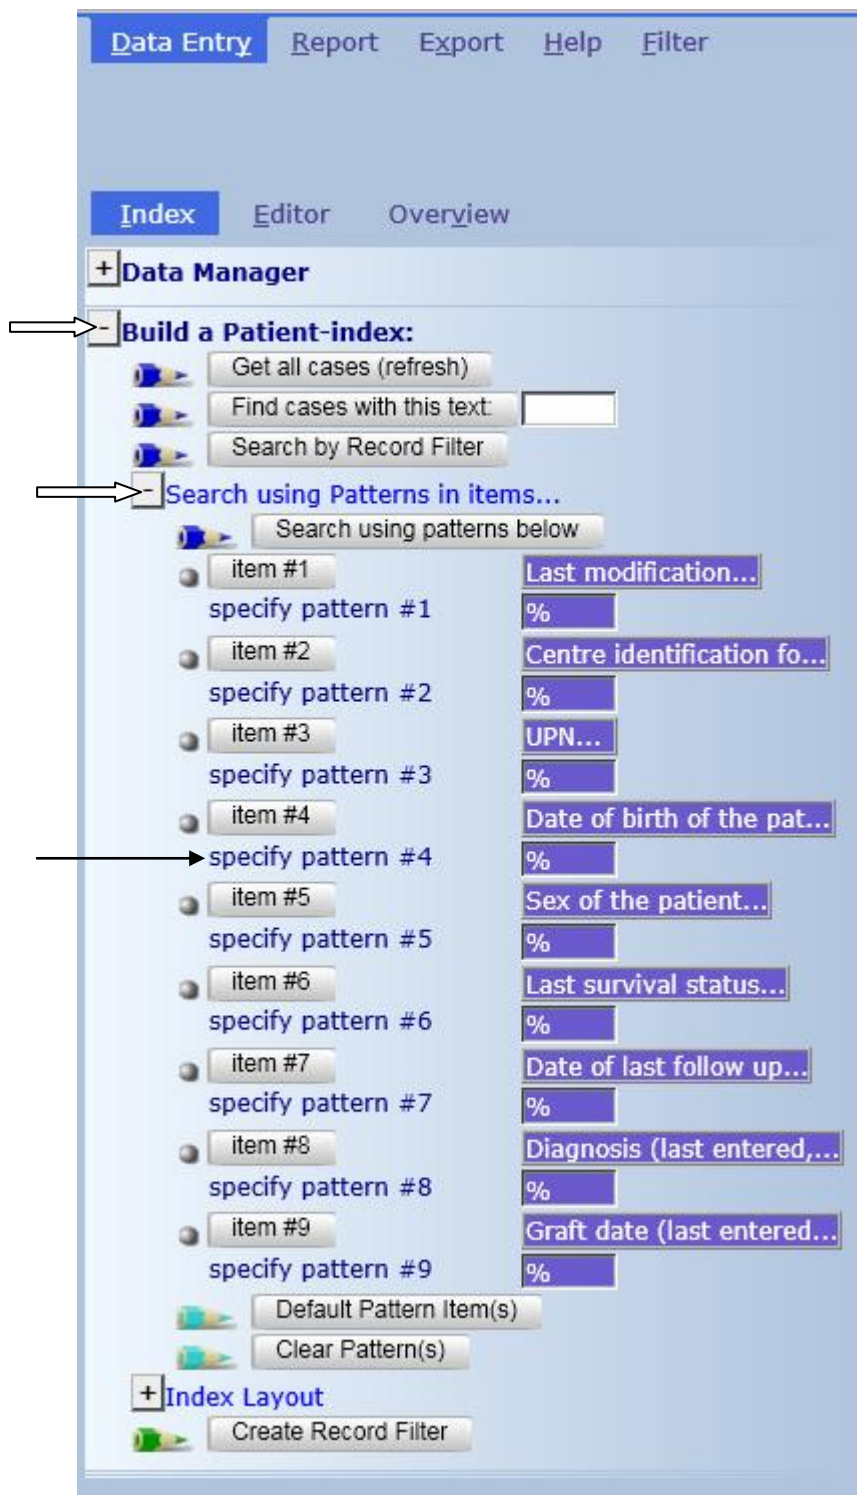 Data Entry Report Export Help Filter
Index Editor Overview
+ Data Manager
- Build a Patient-index:
Get all cases (refresh)
Find cases with this text:
Search by Record Filter
- Search using Patterns in items...
Search using patterns below
item #1 Last modification...
specify pattern #1 %
item #2 Centre identification fo...
specify pattern #2 %
item #3 UPN...
specify pattern #3 %
item #4 Date of birth of the pat...
specify pattern #4 %
item #5 Sex of the patient...
specify pattern #5 %
item #6 Last survival status...
specify pattern #6 %
item #7 Date of last follow up...
specify pattern #7 %
item #8 Diagnosis (last entered,...
specify pattern #8 %
item #9 Graft date (last entered...
specify pattern #9 %
Default Pattern Item(s)
Clear Pattern(s)
+ Index Layout
Create Record Filter